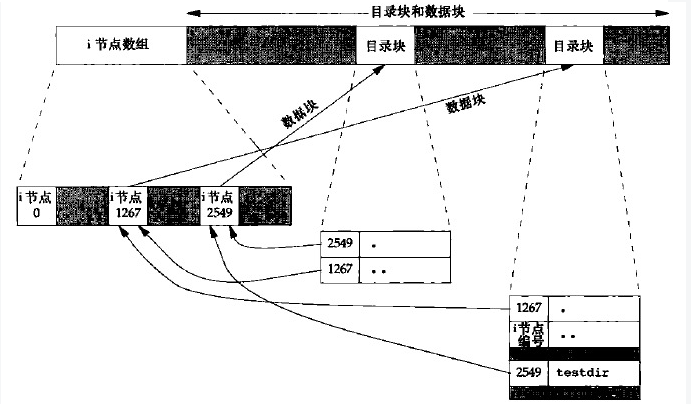 目录块和数据块
i 节点数组
目录块
目录块
数据块
数据块
i 节点
0
i 节点
1267
i 节点
2549
2549 .
1267 ..
1267 .
i节点
编号 ..
2549 testdir